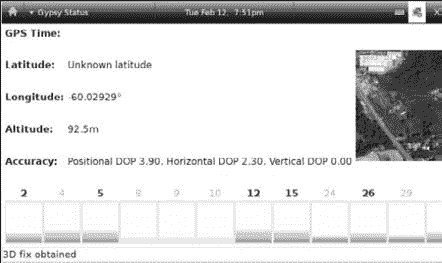 Gypsy Status Tue Feb 12, 7:51pm
GPS Time:
Latitude: Unknown latitude
Longitude: -60.02929°
Altitude: 92.5m
Accuracy: Positional DOP 3.90, Horizontal DOP 2.30, Vertical DOP 0.00
2 4 5 8 9 10 12 15 24 26 29
3D fix obtained